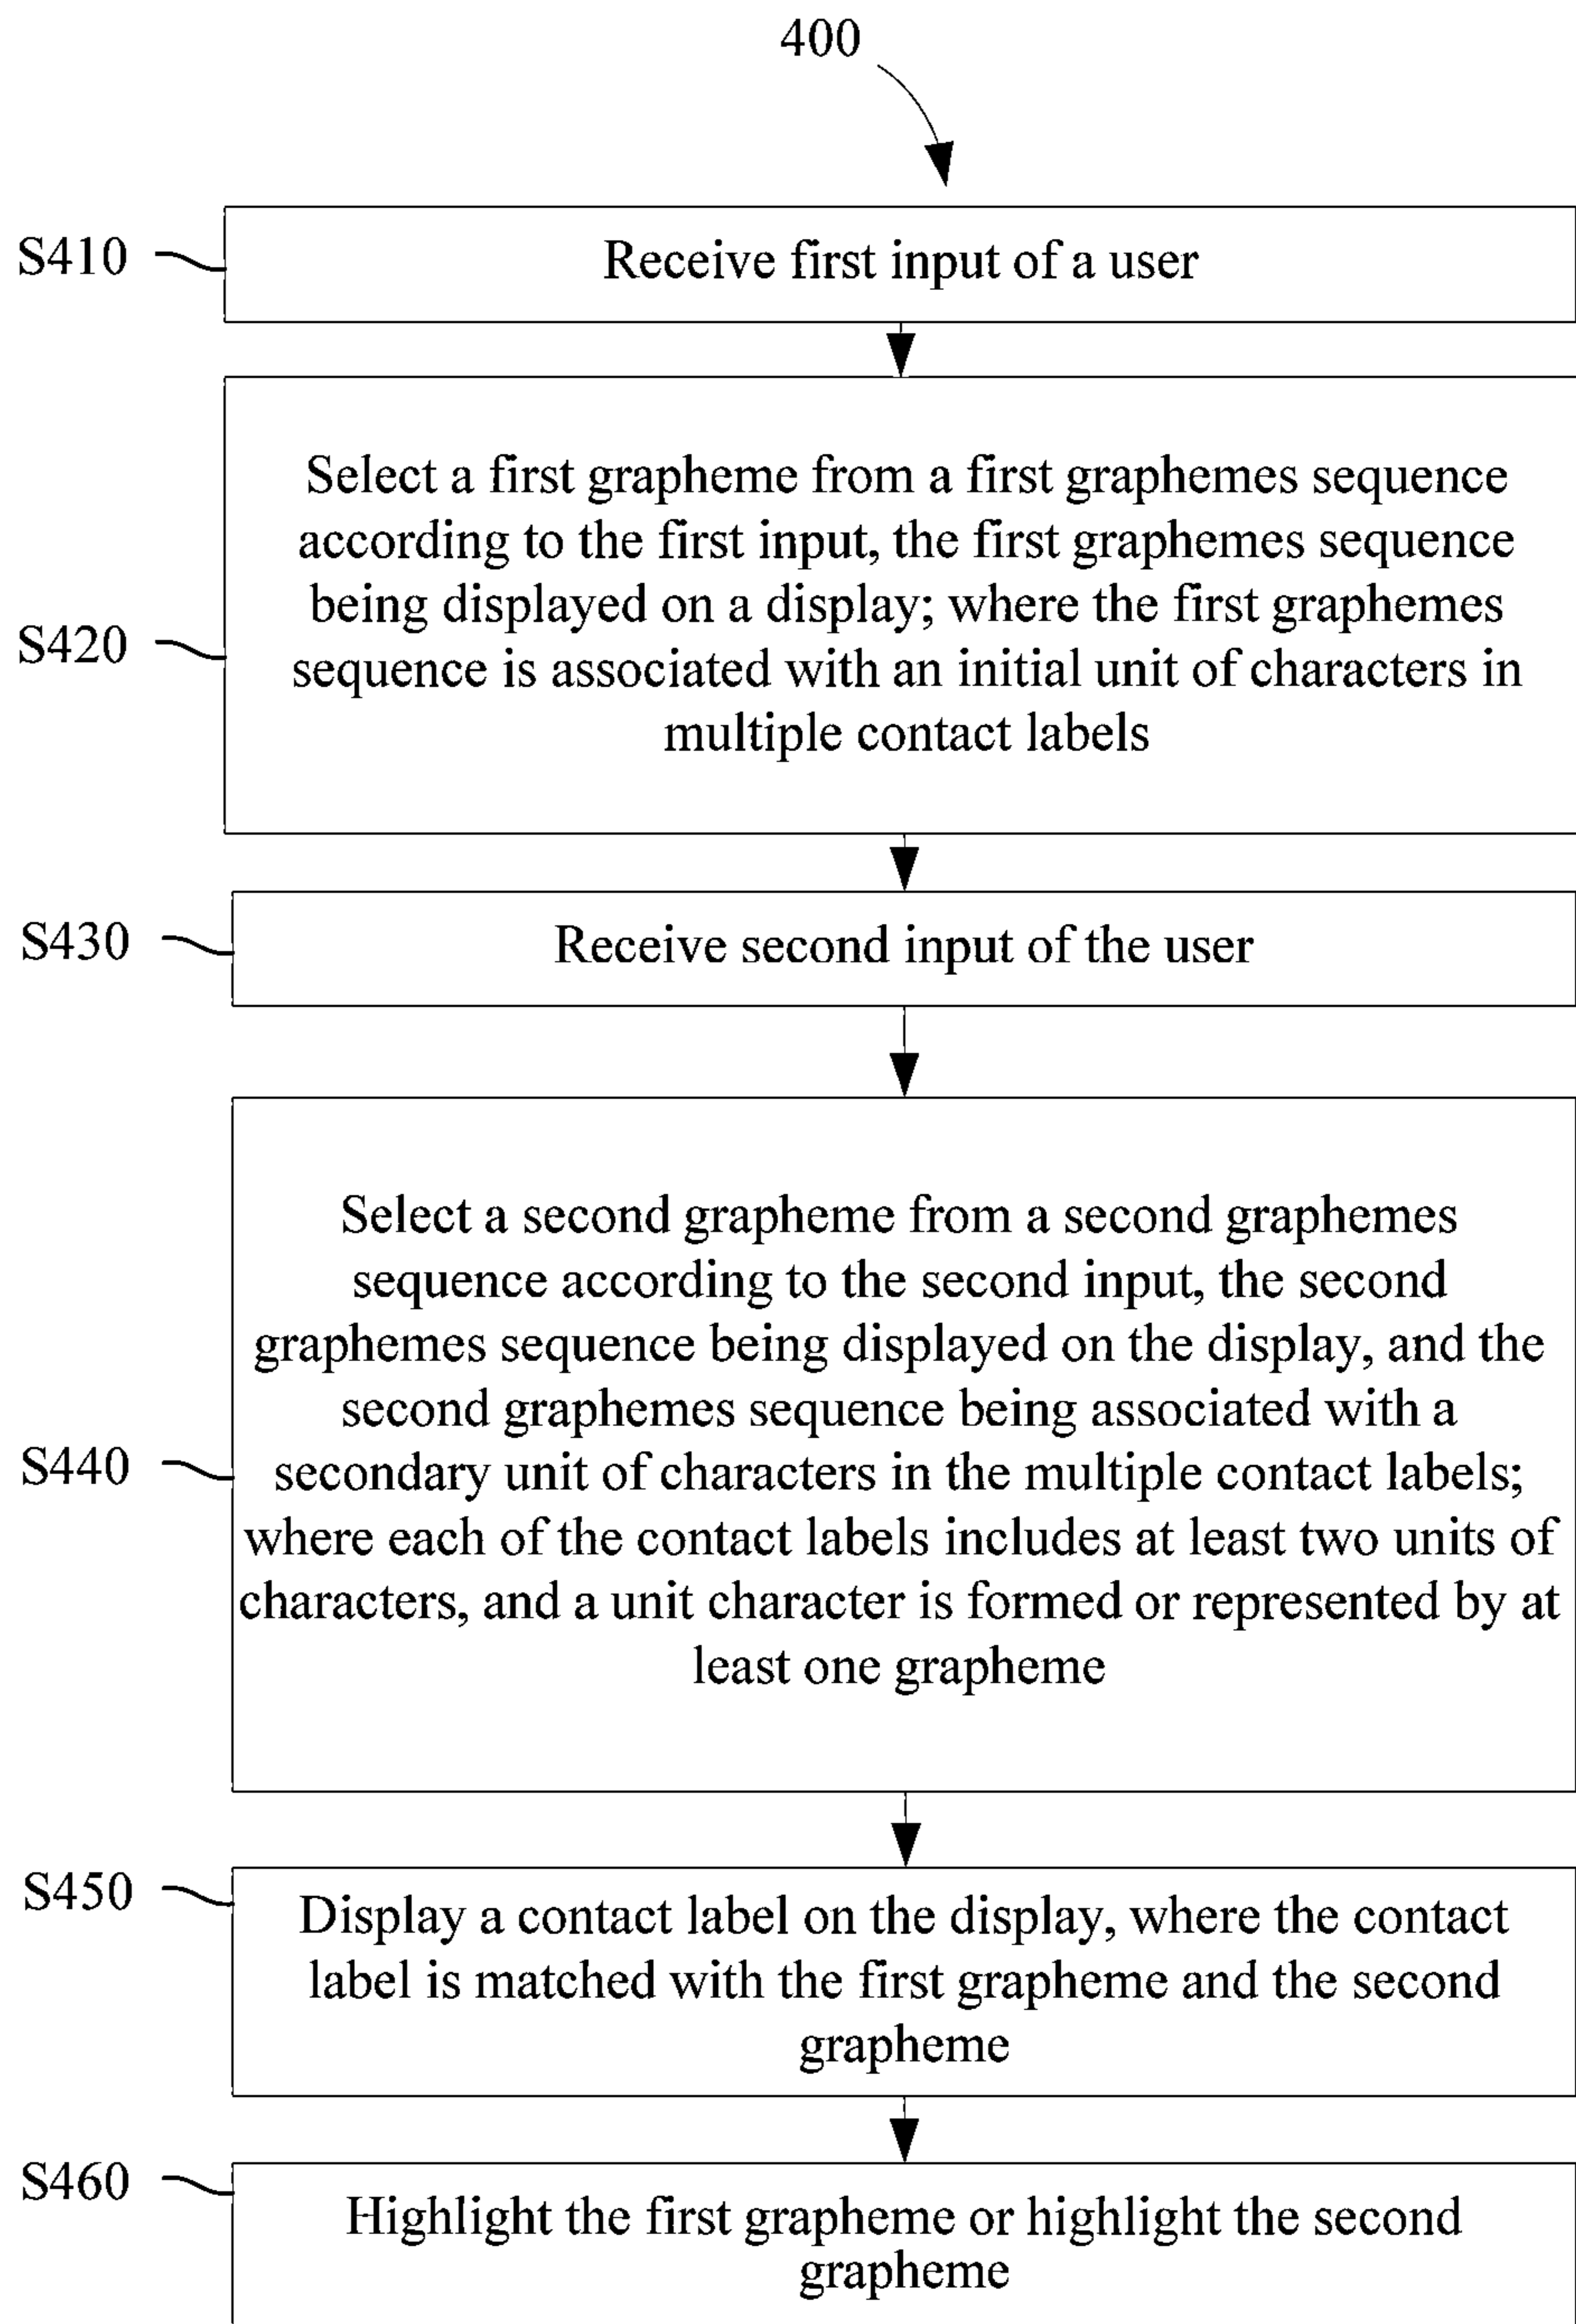 400
S410
Receive first input of a user
S420
Select a first grapheme from a first graphemes sequence
according to the first input, the first graphemes sequence
being displayed on a display; where the first graphemes
sequence is associated with an initial unit of characters in
multiple contact labels
S430
Receive second input of the user
S440
Select a second grapheme from a second graphemes
sequence according to the second input, the second
graphemes sequence being displayed on the display, and the
second graphemes sequence being associated with a
secondary unit of characters in the multiple contact labels;
where each of the contact labels includes at least two units of
characters, and a unit character is formed or represented by at
least one grapheme
S450
Display a contact label on the display, where the contact
label is matched with the first grapheme and the second
grapheme
S460
Highlight the first grapheme or highlight the second
grapheme